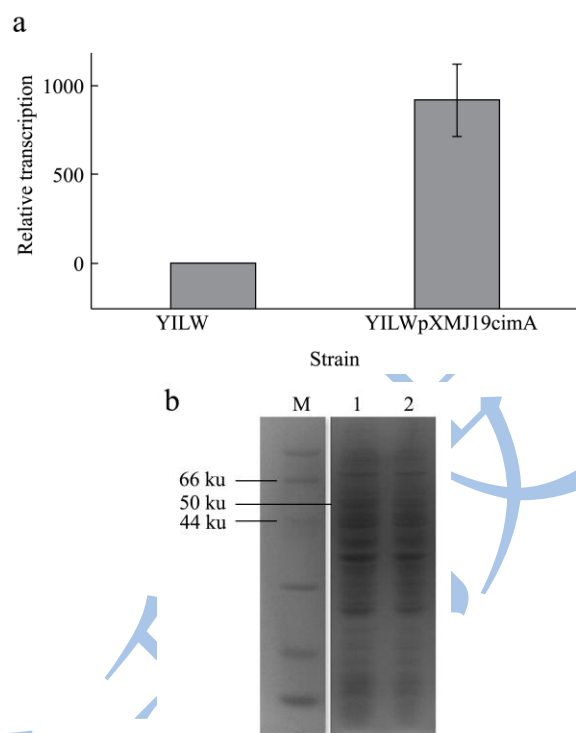 a
1000
500
0
Relative transcription
YILW YILWpXMJ19cimA
Strain
b
M 1 2
66 ku
50 ku
44 ku